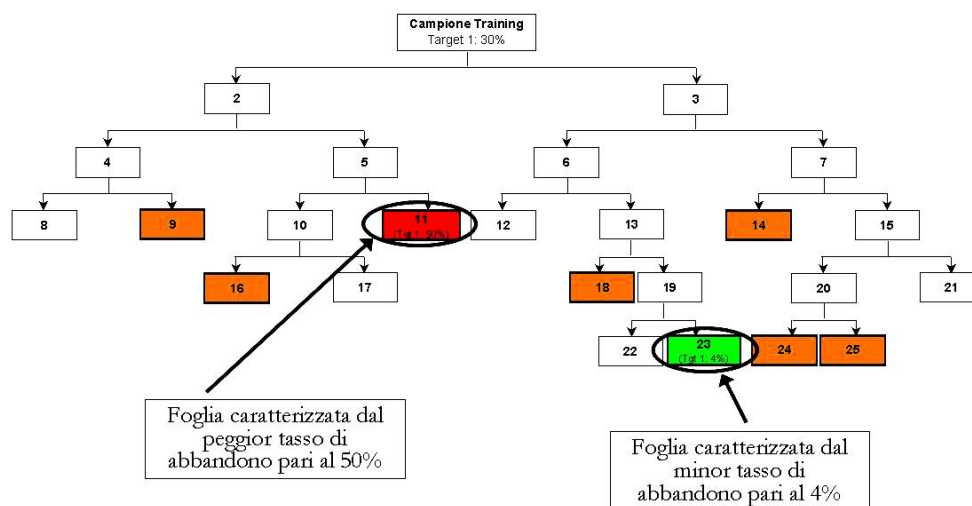 Campione Training
Target 1: 30%
2
3
4
5
6
7
8
9
10
11
(Tgt 1: 50%)
12
13
14
15
16
17
18
19
20
21
22
23
(Tgt 1: 4%)
24
25
Foglia caratterizzata dal
peggior tasso di
abbandono pari al 50%
Foglia caratterizzata dal
minor tasso di
abbandono pari al 4%